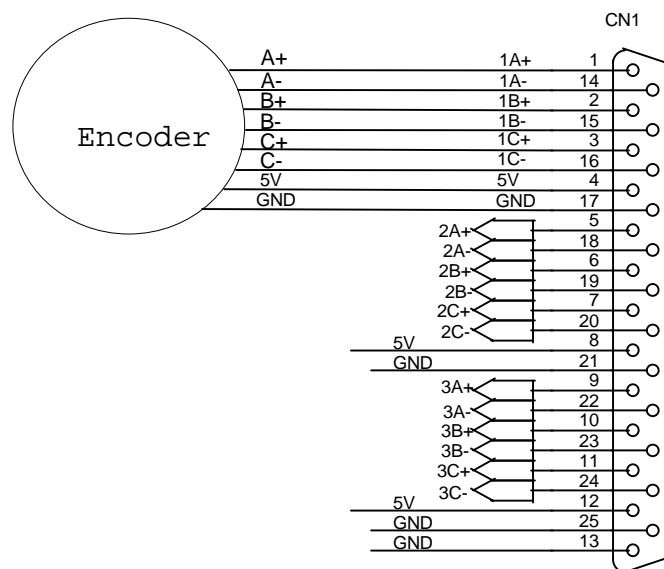 CN1
A+ 1A+ 1
A- 1A- 14
B+ 1B+ 2
Encoder
B- 1B- 15
C+ 1C+ 3
C- 1C- 16
5V 5V 4
GND GND 17
2A+ 5
2A- 18
2B+ 6
2B- 19
2C+ 7
2C- 20
5V 8
GND 21
3A+ 9
3A- 22
3B+ 10
3B- 23
3C+ 11
3C- 24
5V 12
GND 25
GND 13